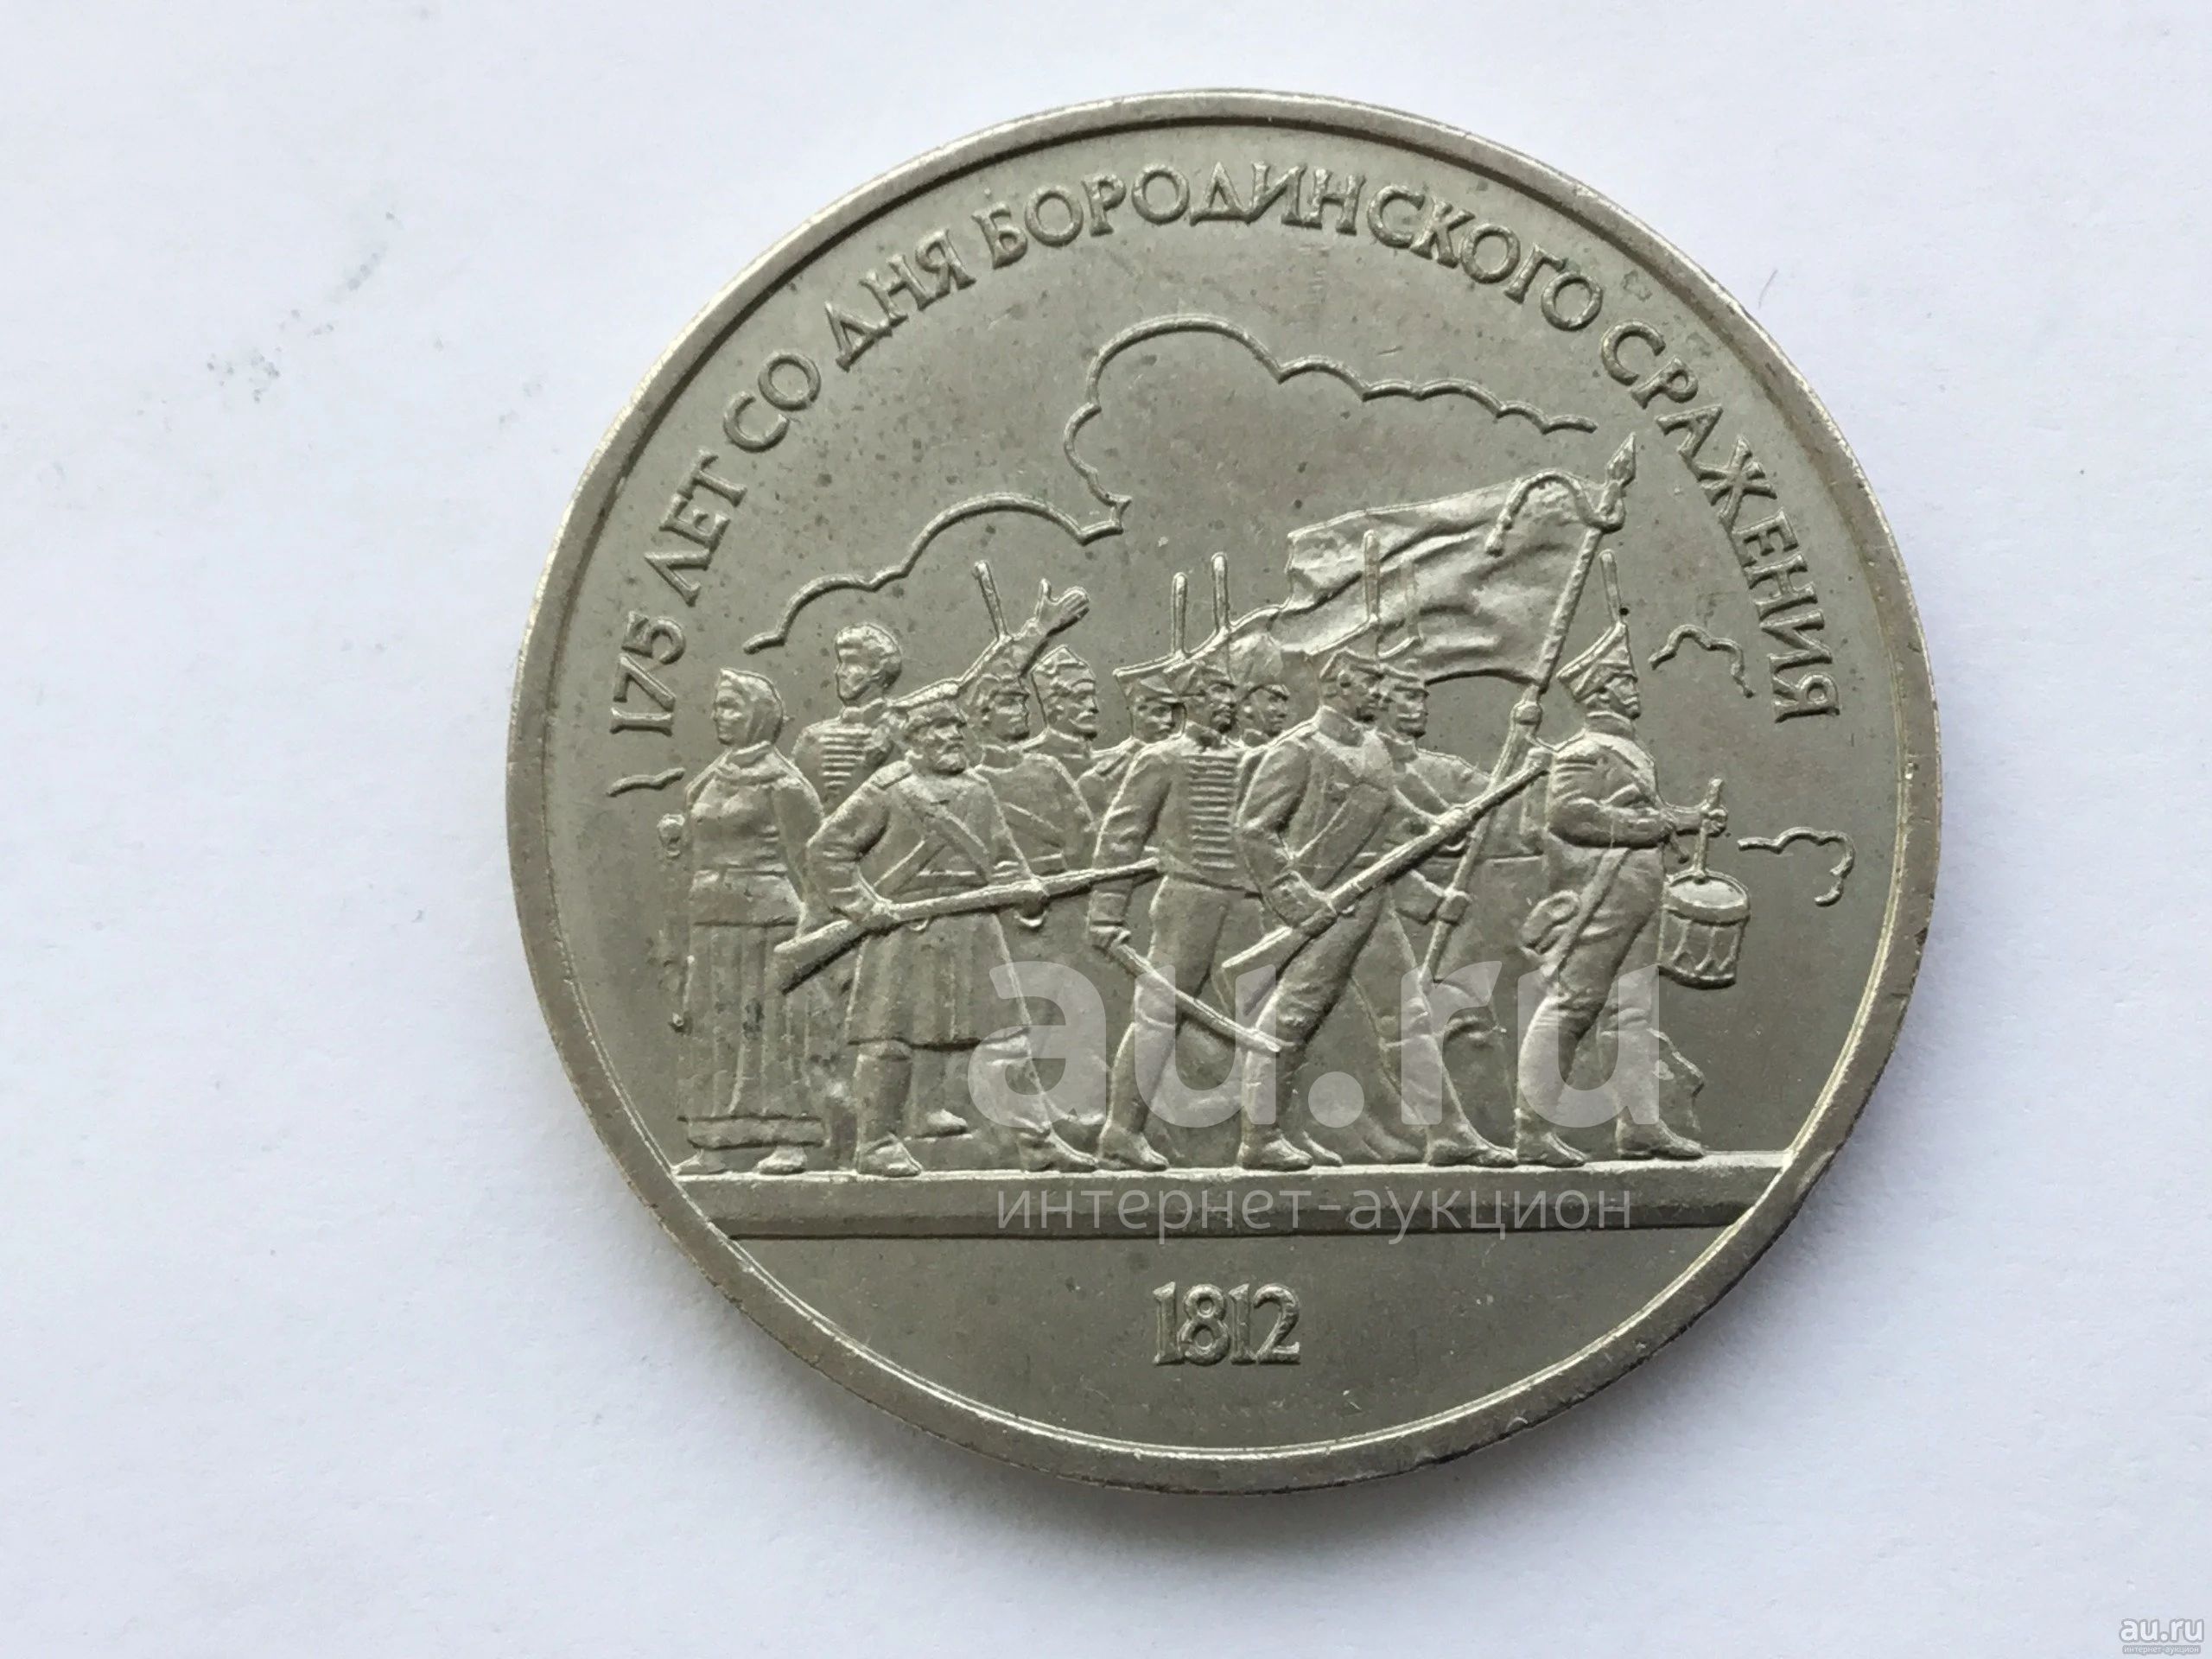 175 ЛЕТ СО ДНЯ БОРОДИНСКОГО СРАЖЕНИЯ
au.ru
интернет-аукцион
1812
au.ru
интернет-аукцион